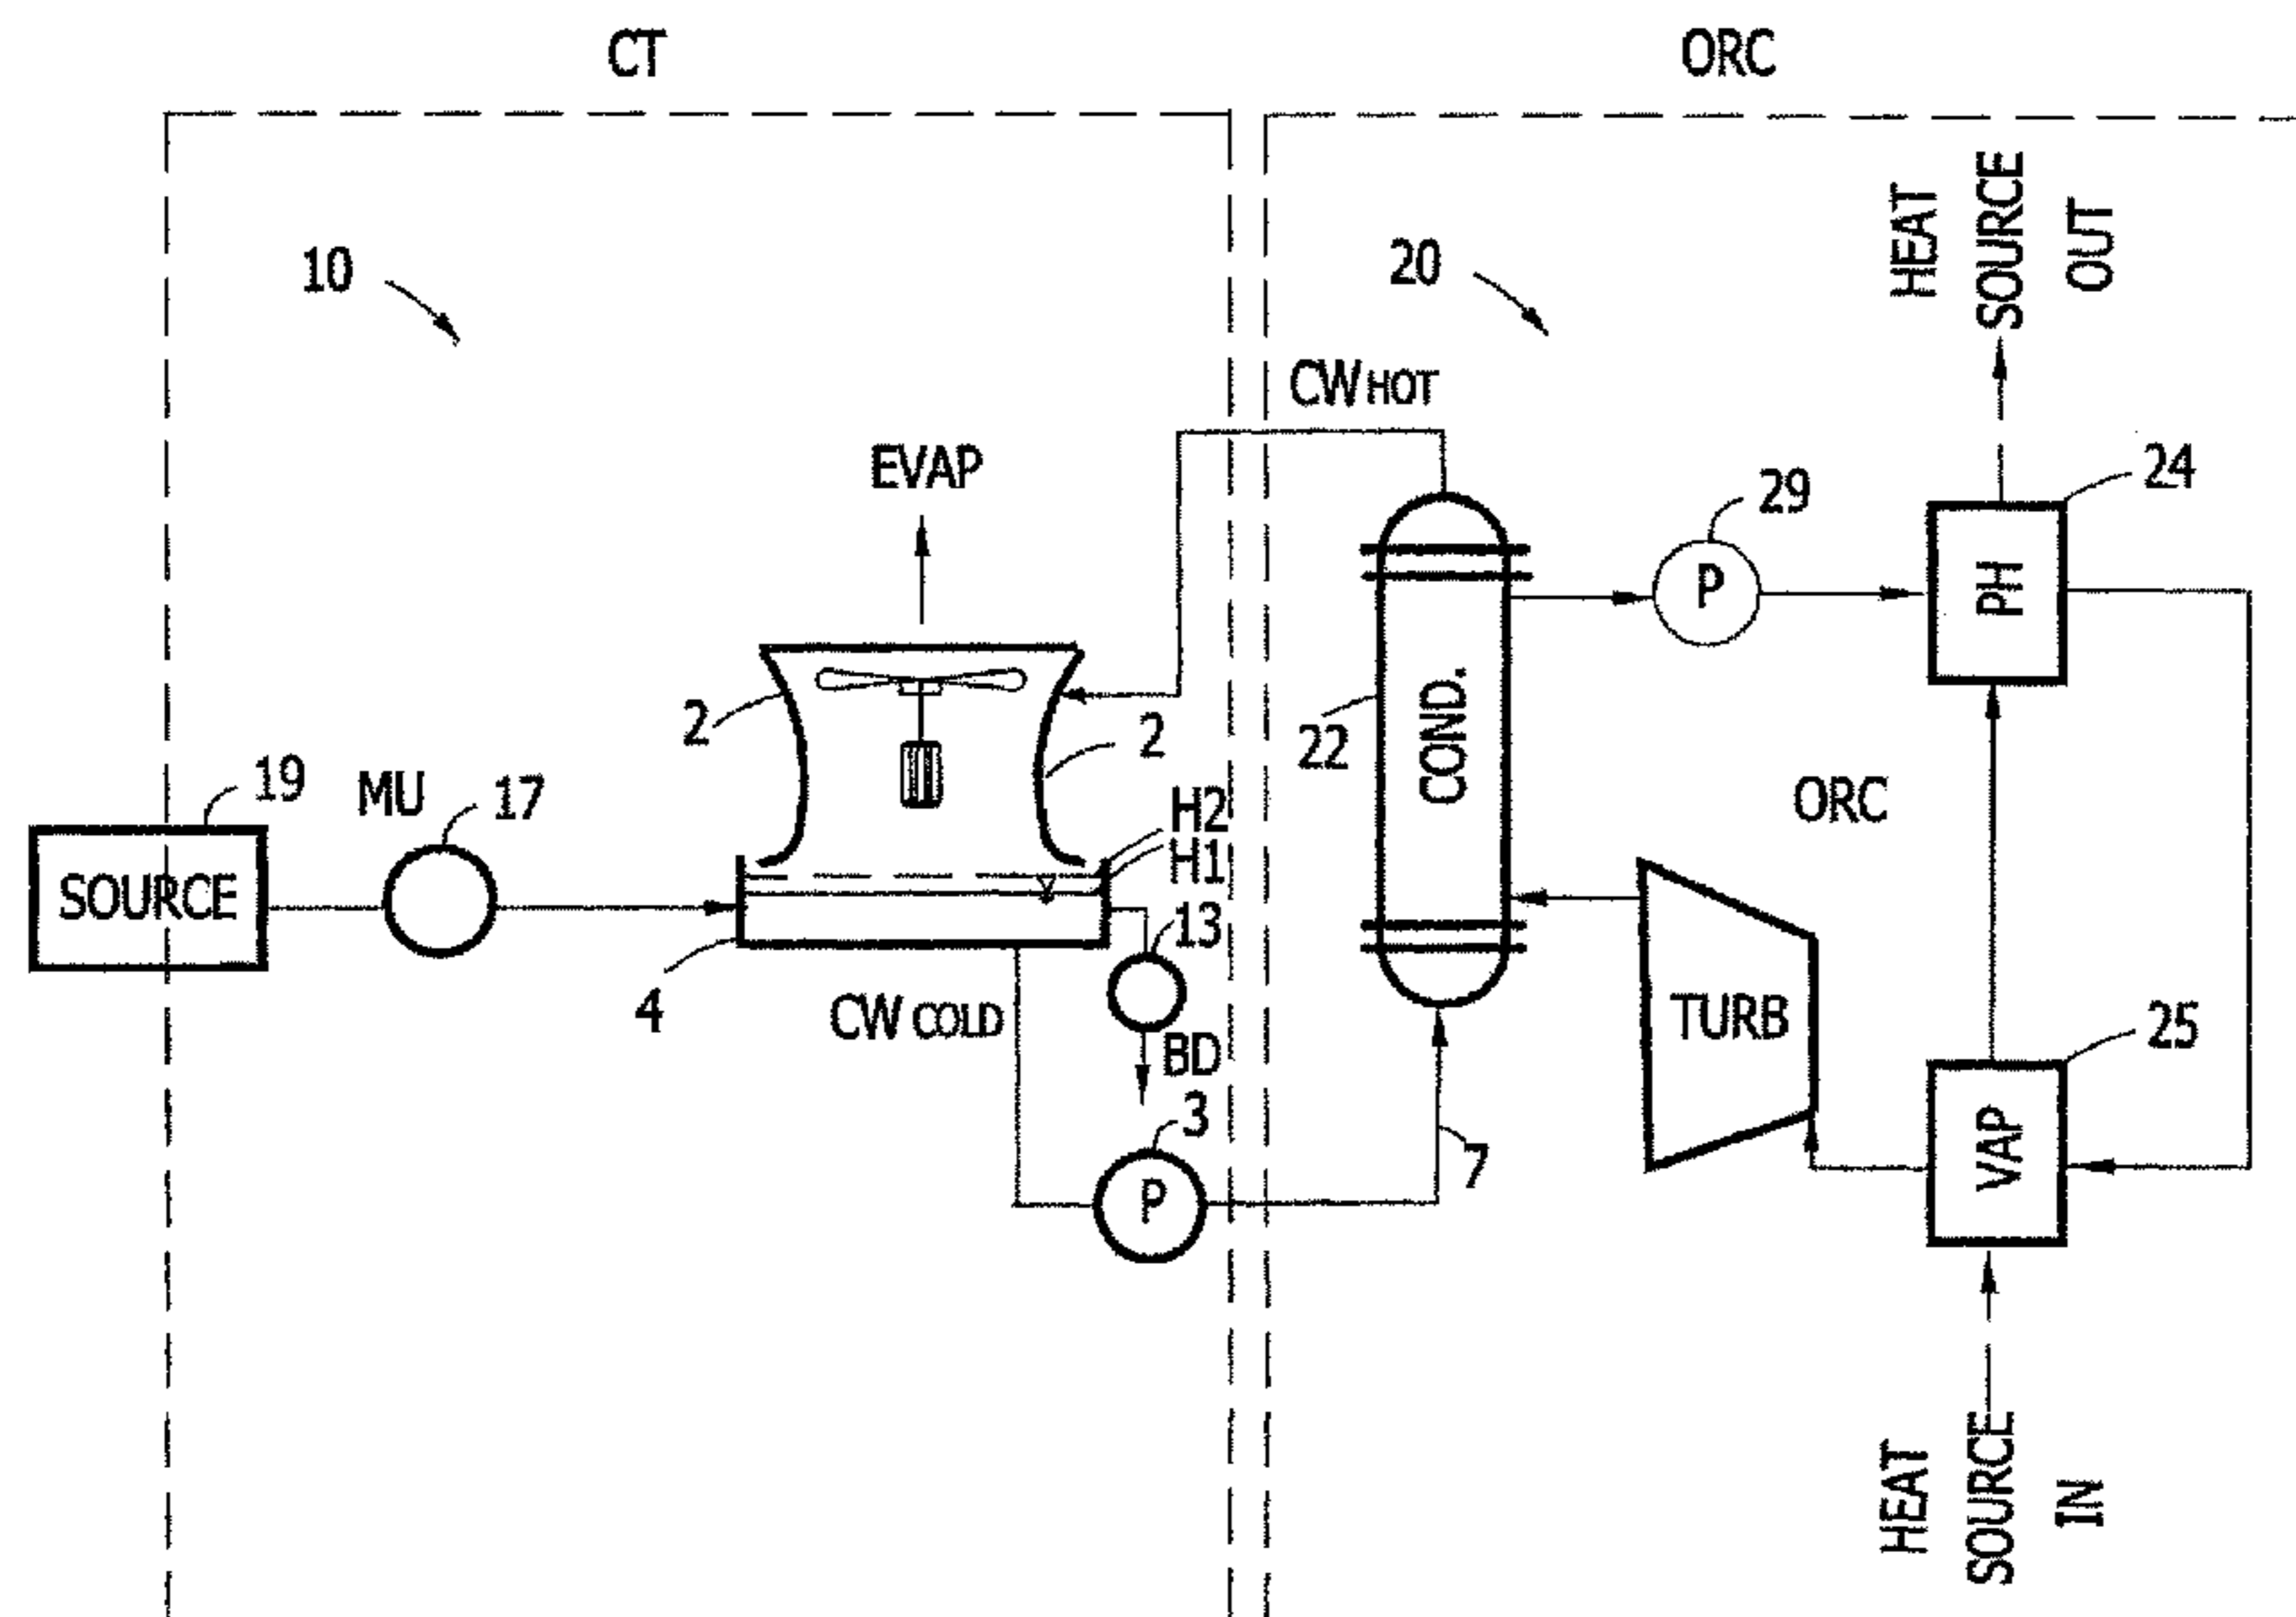 CT
ORC
10
20
HEAT
SOURCE
OUT
CW HOT
EVAP
29
24
P
PH
2
2
22
COND.
19
MU
17
H2
H1
ORC
SOURCE
13
4
CW COLD
BD
TURB
25
3
7
P
VAP
HEAT
SOURCE
IN